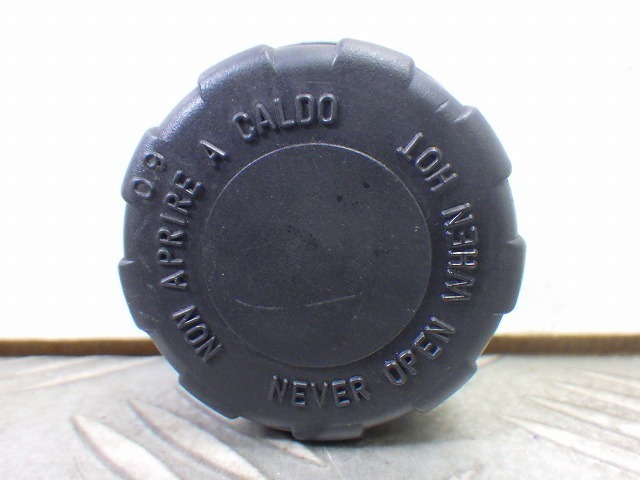 NON APRIRE A CALDO
NEVER OPEN WHEN HOT
0.9